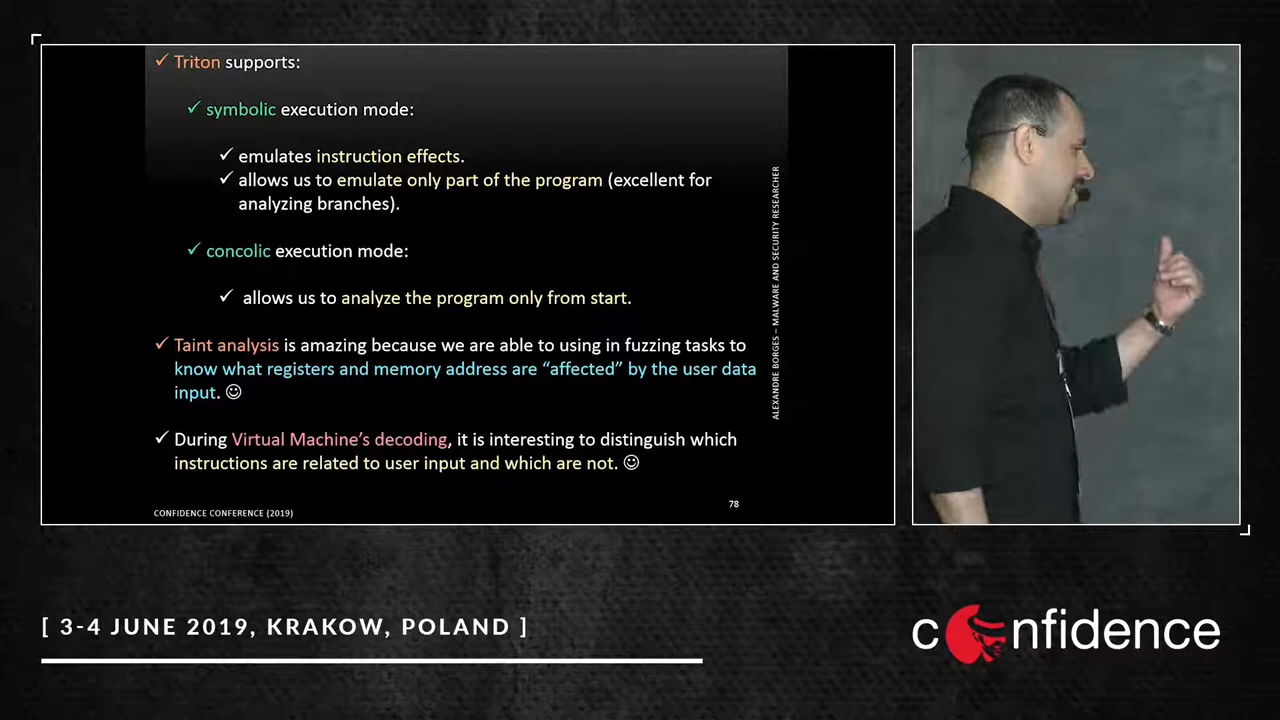 ✓ Triton supports:
✓ symbolic execution mode:
✓ emulates instruction effects.
✓ allows us to emulate only part of the program (excellent for
analyzing branches).
✓ concolic execution mode:
✓ allows us to analyze the program only from start.
✓ Taint analysis is amazing because we are able to using in fuzzing tasks to
know what registers and memory address are “affected” by the user data
input. ☺
✓ During Virtual Machine’s decoding, it is interesting to distinguish which
instructions are related to user input and which are not. ☺
CONFIDENCE CONFERENCE (2019)
78
ALEXANDRE BORGES – MALWARE AND SECURITY RESEARCHER
[ 3-4 JUNE 2019, KRAKOW, POLAND ]
confidence